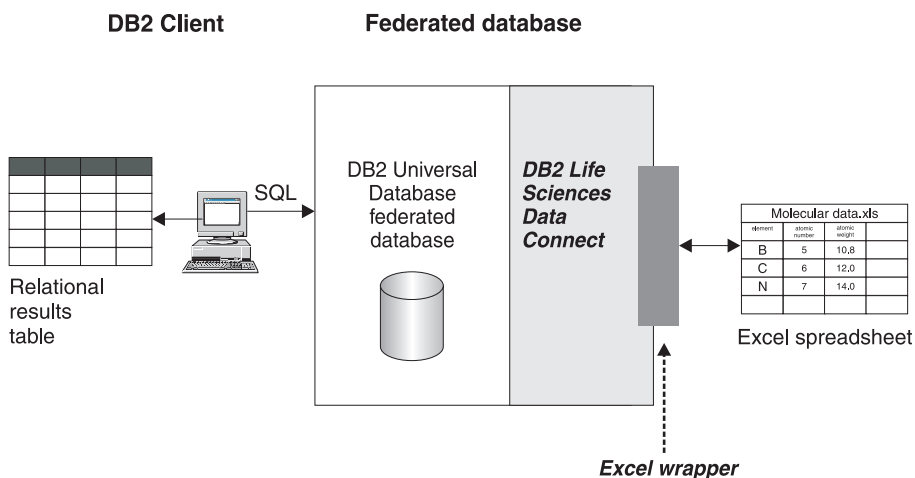 DB2 Client
Federated database
SQL
DB2 Universal
Database
federated
database
DB2 Life
Sciences
Data
Connect
Molecular data.xls
element atomic number atomic weight
B 5 10.8
C 6 12.0
N 7 14.0
Relational
results
table
Excel spreadsheet
Excel wrapper